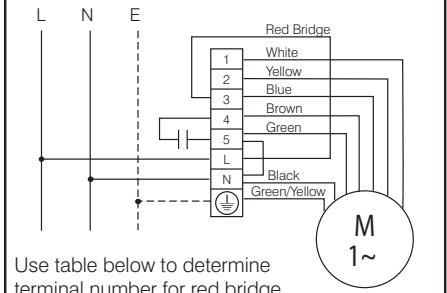 L N E
Red Bridge
1 White
2 Yellow
3 Blue
4 Brown
5 Green
L
N Black
Green/Yellow
M
1~
Use table below to determine
terminal number for red bridge